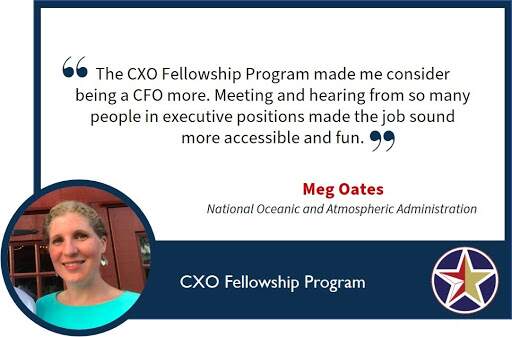 “ The CXO Fellowship Program made me consider
being a CFO more. Meeting and hearing from so many
people in executive positions made the job sound
more accessible and fun. ”
Meg Oates
National Oceanic and Atmospheric Administration
CXO Fellowship Program